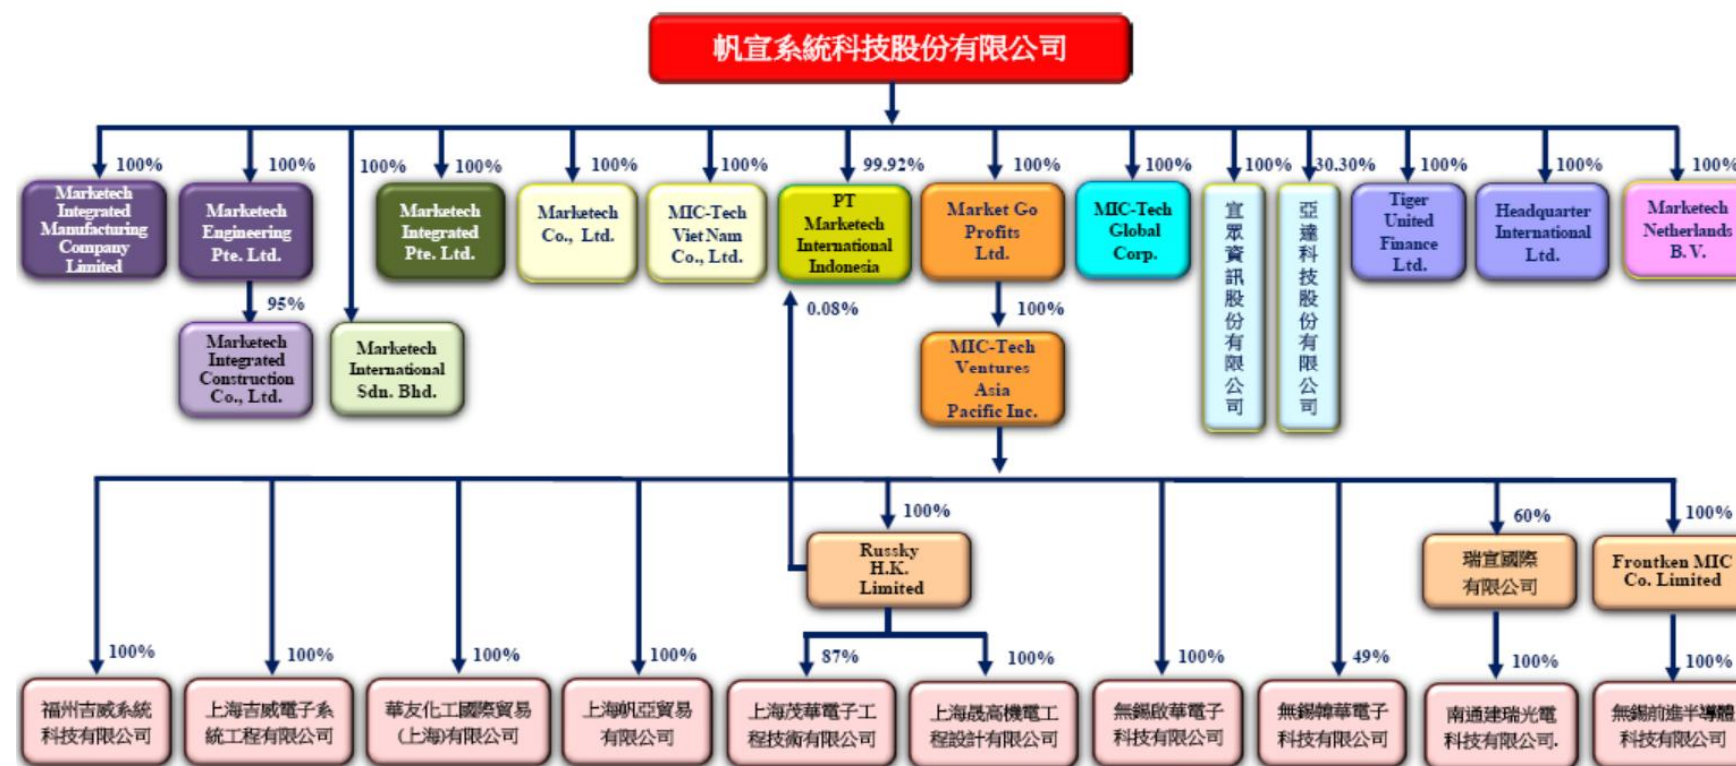 帆宣系統科技股份有限公司
100%
100%
100%
100%
100%
100%
99.92%
100%
100%
100%
30.30%
100%
100%
100%
Marketech
Integrated
Manufacturing
Company
Limited
Marketech
Engineering
Pte. Ltd.
Marketech
Integrated
Pte. Ltd.
Marketech
Co., Ltd.
MIC-Tech
Viet Nam
Co., Ltd.
PT
Marketech
International
Indonesia
Market Go
Profits
Ltd.
MIC-Tech
Global
Corp.
宜眾資訊股份有限公司
亞達科技股份有限公司
Tiger
United
Finance
Ltd.
Headquarter
International
Ltd.
Marketech
Netherlands
B.V.
95%
0.08%
100%
Marketech
Integrated
Construction
Co., Ltd.
Marketech
International
Sdn. Bhd.
MIC-Tech
Ventures
Asia
Pacific Inc.
100%
60%
100%
Russky
H.K.
Limited
瑞宣國際
有限公司
Frontken MIC
Co. Limited
100%
100%
100%
100%
87%
100%
100%
49%
100%
100%
福州吉威系統
科技有限公司
上海吉威電子系
統工程有限公司
華友化工國際貿易
(上海)有限公司
上海帆亞貿易
有限公司
上海茂華電子工
程技術有限公司
上海晟高機電工
程設計有限公司
無錫啟華電子
科技有限公司
無錫韓華電子
科技有限公司
南通建瑞光電
科技有限公司.
無錫前進半導體
科技有限公司